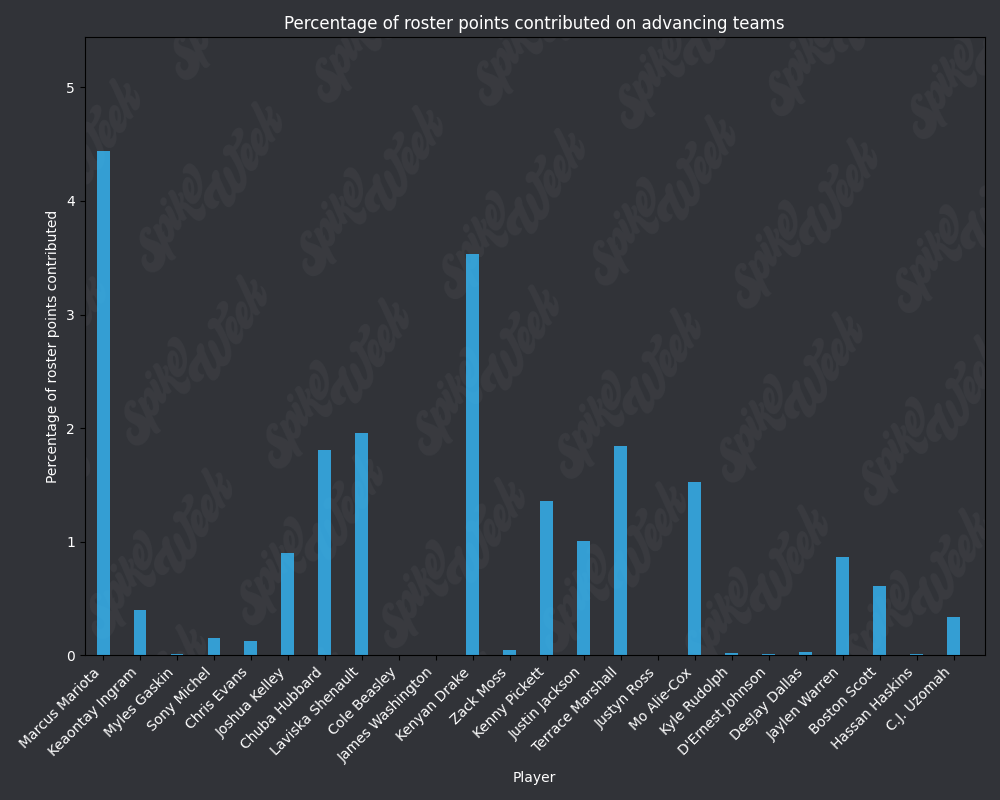 Percentage of roster points contributed on advancing teams
Percentage of roster points contributed
5
4
3
2
1
0
Marcus Mariota
Keaontay Ingram
Myles Gaskin
Sony Michel
Chris Evans
Joshua Kelley
Chuba Hubbard
Laviska Shenault
Cole Beasley
James Washington
Kenyan Drake
Zack Moss
Kenny Pickett
Justin Jackson
Terrace Marshall
Justyn Ross
Mo Alie-Cox
Kyle Rudolph
D'Ernest Johnson
DeeJay Dallas
Jaylen Warren
Boston Scott
Hassan Haskins
C.J. Uzomah
Player
Spike Week